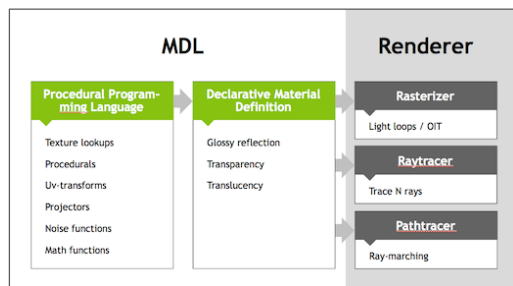 MDL
Renderer
Procedural Program-
ming Language
Texture lookups
Procedurals
Uv-transforms
Projectors
Noise functions
Math functions
Declarative Material
Definition
Glossy reflection
Transparency
Translucency
Rasterizer
Light loops / OIT
Raytracer
Trace N rays
Pathtracer
Ray-marching